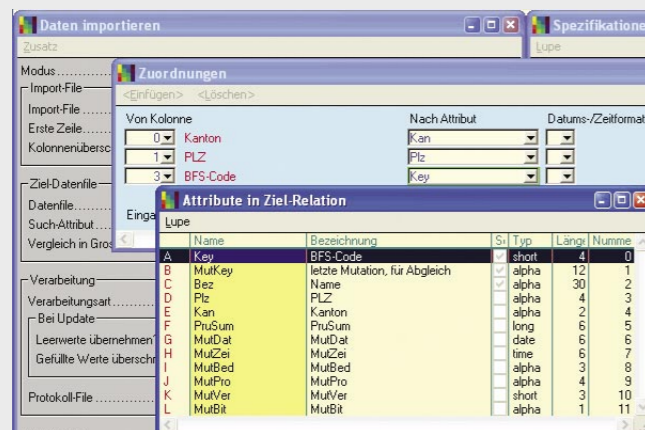 Daten importieren
Spezifikatione
Zusatz
Lupe
Modus
Zuordnungen
Import-File
<Einfügen> <Löschen>
Import-File
Von Kolonne Nach Attribut Datums-/Zeitformat
Erste Zeile
0 Kanton Kan
Kolonnenübersc
1 PLZ Plz
3 BFS-Code Key
Ziel-Datenfile
Datenfile
Attribute in Ziel-Relation
Such-Attribut
Einga
Lupe
Vergleich in Gros
Name Bezeichnung S Typ Länge Numme
A Key BFS-Code short 4 0
B MutKey letzte Mutation, für Abgleich alpha 12 1
C Bez Name alpha 30 2
D Plz PLZ alpha 4 3
E Kan Kanton alpha 2 4
F PruSum PruSum long 6 5
G MutDat MutDat date 6 6
H MutZei MutZei time 6 7
I MutBed MutBed alpha 3 8
J MutPro MutPro alpha 4 9
K MutVer MutVer short 3 10
L MutBit MutBit alpha 1 11
Verarbeitung
Verarbeitungsart
Bei Update
Leerwerte übernehmen?
Gefüllte Werte überschr
Protokoll-File